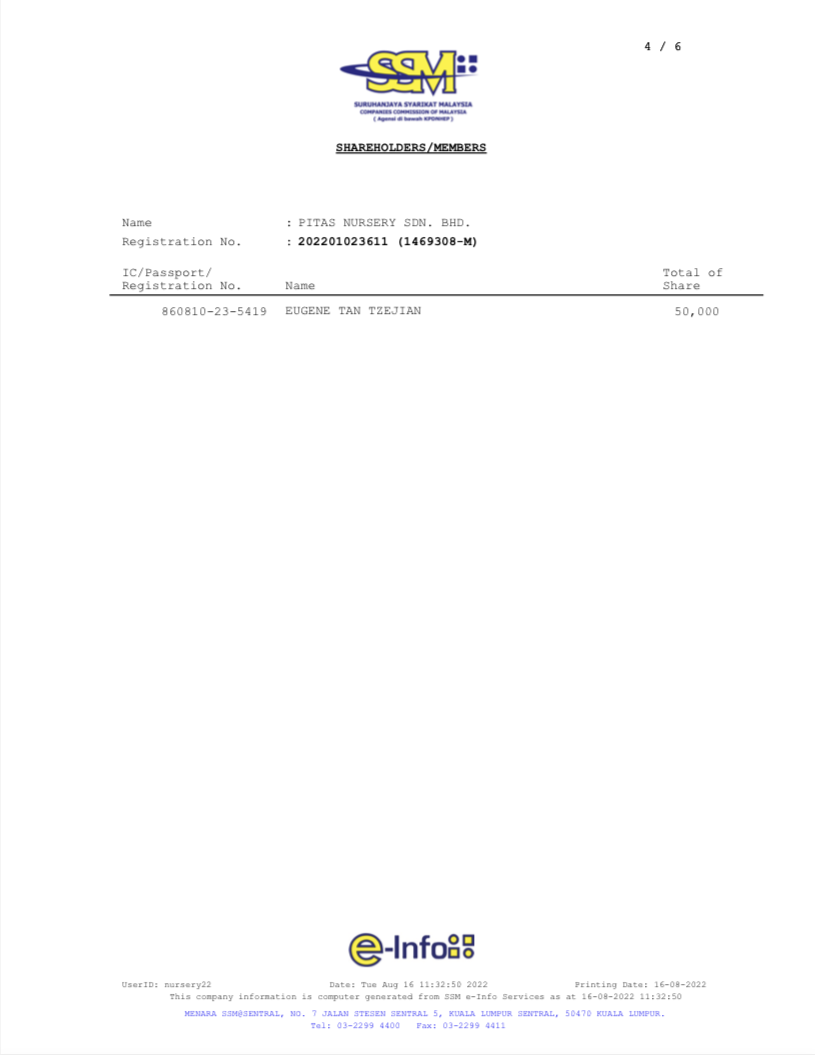 4 / 6
SSM
SURUHANJAYA SYARIKAT MALAYSIA
COMPANIES COMMISSION OF MALAYSIA
( Agensi di bawah KPDNHEP )
SHAREHOLDERS/MEMBERS
Name : PITAS NURSERY SDN. BHD.
Registration No. : 202201023611 (1469308-M)
IC/Passport/ Total of
Registration No. Name Share
860810-23-5419 EUGENE TAN TZEJIAN 50,000
e-Info
UserID: nursery22 Date: Tue Aug 16 11:32:50 2022 Printing Date: 16-08-2022
This company information is computer generated from SSM e-Info Services as at 16-08-2022 11:32:50
MENARA SSM@SENTRAL, NO. 7 JALAN STESEN SENTRAL 5, KUALA LUMPUR SENTRAL, 50470 KUALA LUMPUR.
Tel: 03-2299 4400 Fax: 03-2299 4411